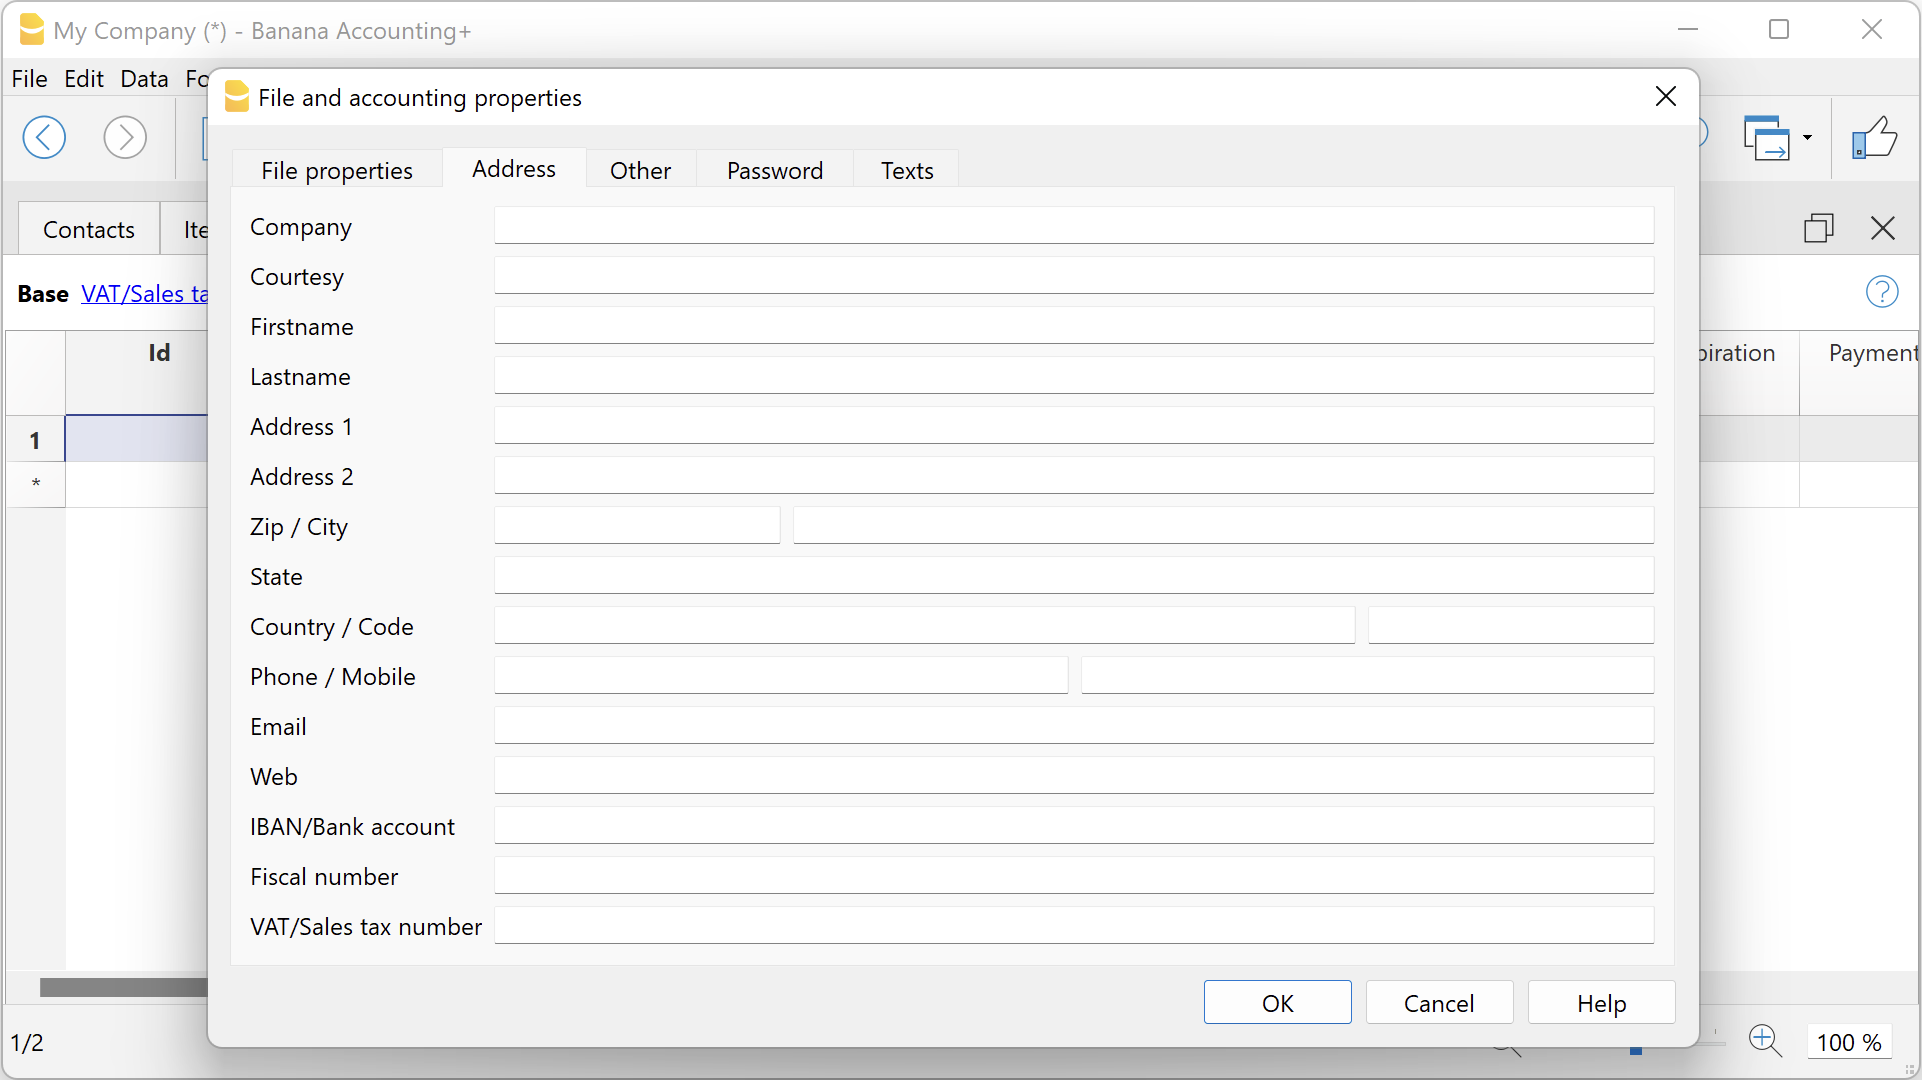 My Company (*) - Banana Accounting+
File Edit Data Fo
File and accounting properties
File properties Address Other Password Texts
Contacts Ite
Base VAT/Sales ta
Id piration Payment
1
*
Company
Courtesy
Firstname
Lastname
Address 1
Address 2
Zip / City
State
Country / Code
Phone / Mobile
Email
Web
IBAN/Bank account
Fiscal number
VAT/Sales tax number
OK Cancel Help
1/2 100 %